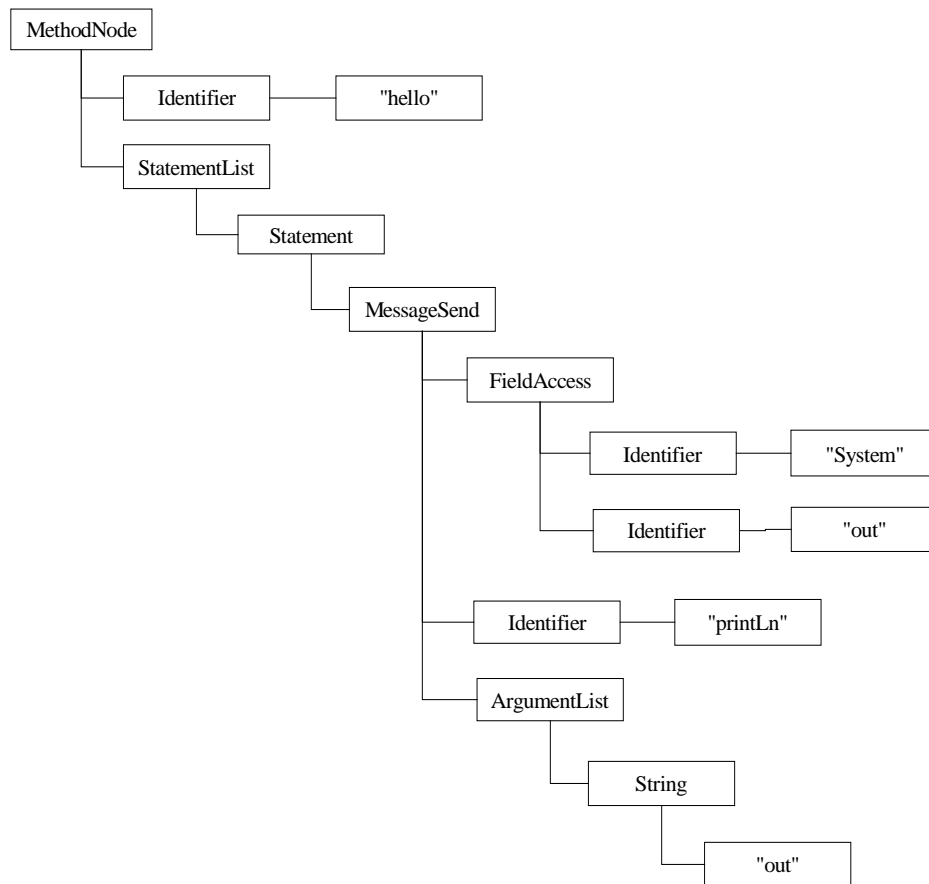 MethodNode
Identifier
"hello"
StatementList
Statement
MessageSend
FieldAccess
Identifier
"System"
Identifier
"out"
Identifier
"printLn"
ArgumentList
String
"out"